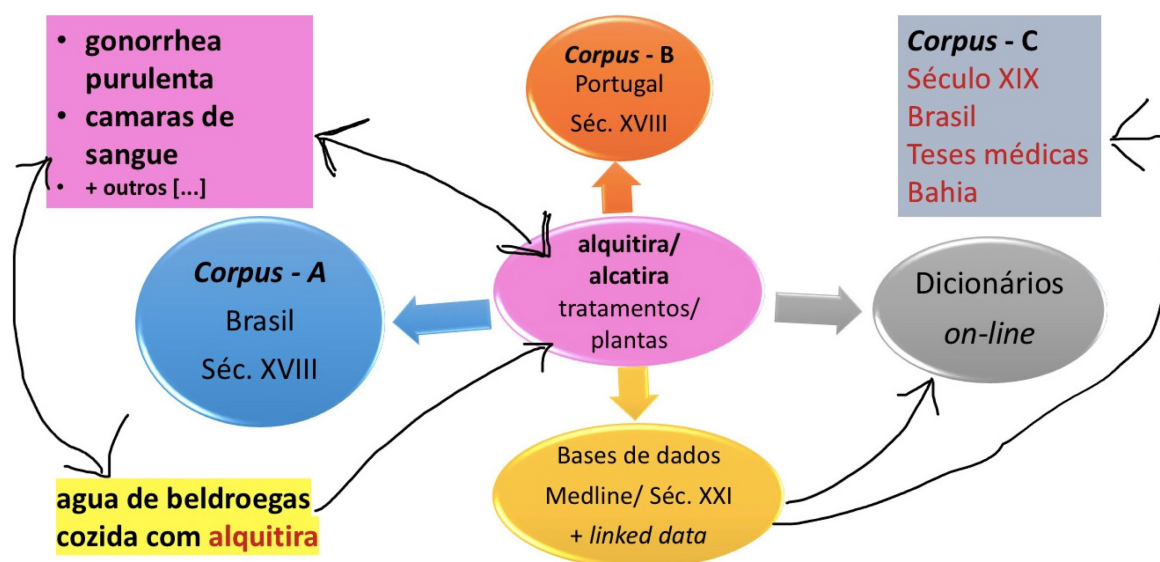 • gonorrhea
purulenta
• camaras de
sangue
• + outros [...]
Corpus - B
Portugal
Séc. XVIII
Corpus - C
Século XIX
Brasil
Teses médicas
Bahia
Corpus - A
Brasil
Séc. XVIII
alquitira/
alcatira
tratamentos/
plantas
Dicionários
on-line
agua de beldroegas
cozida com alquitira
Bases de dados
Medline/ Séc. XXI
+ linked data